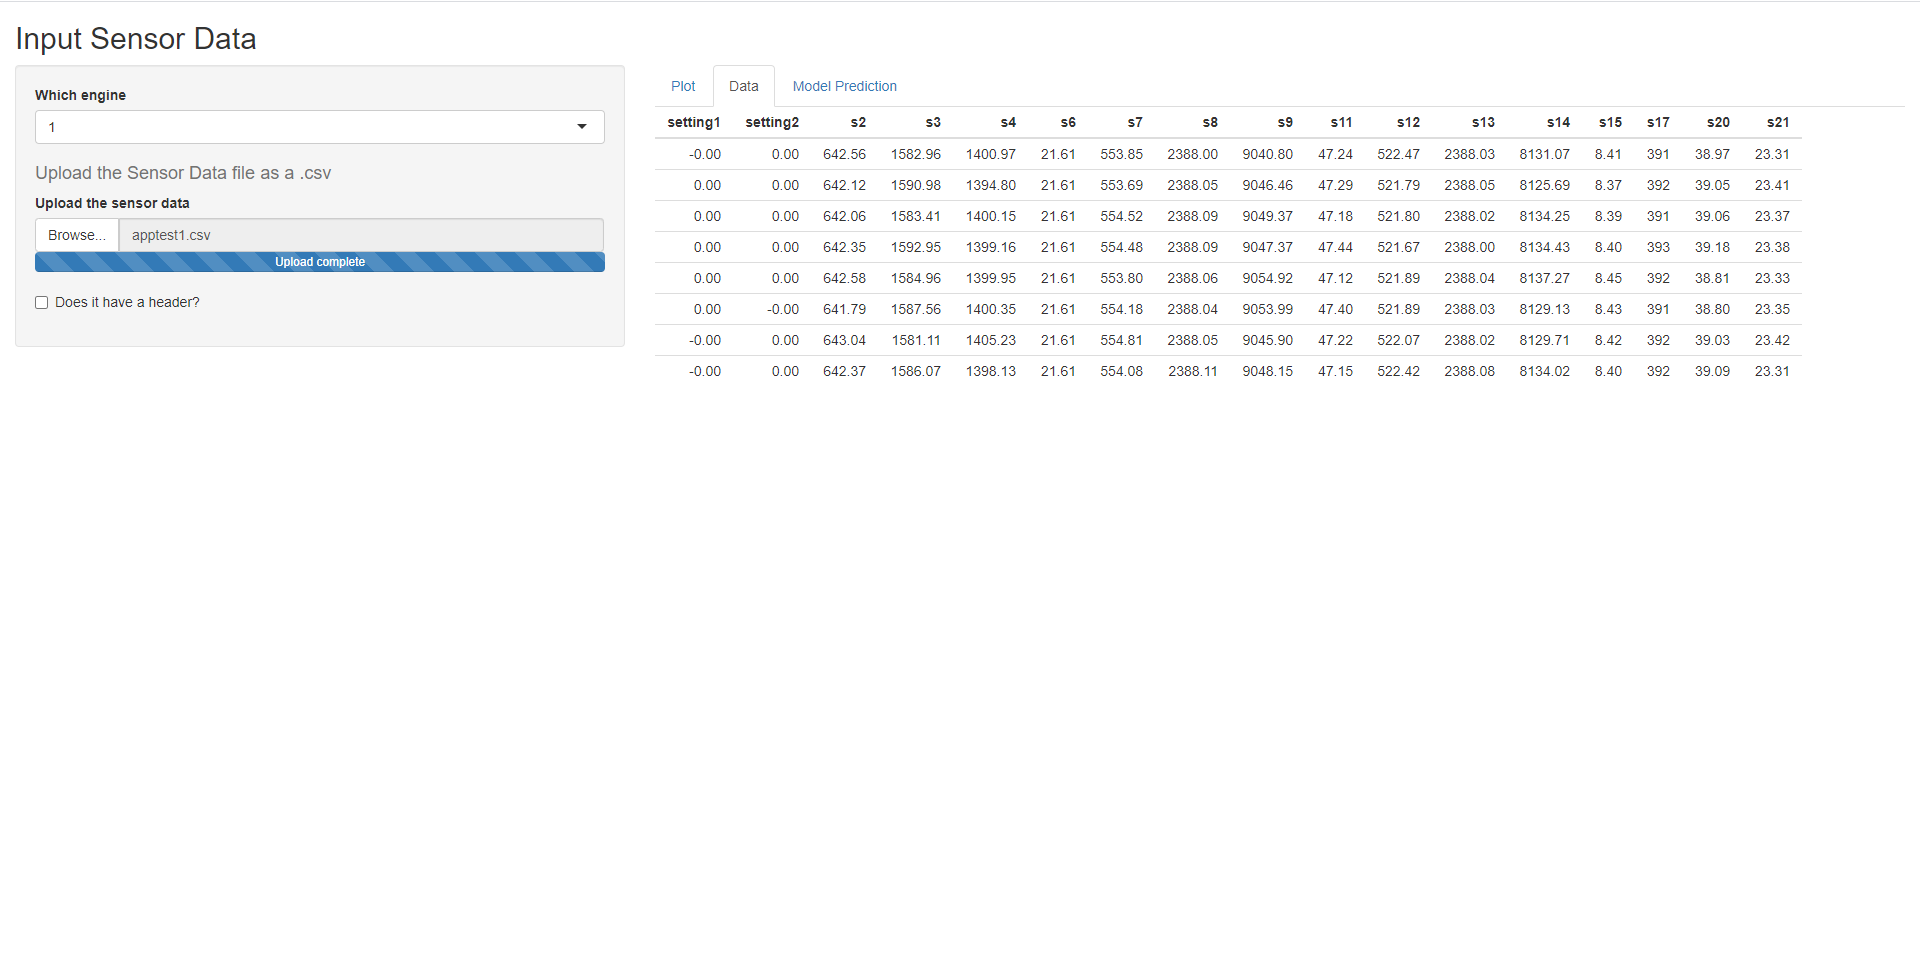 Input Sensor Data
Which engine
1
Upload the Sensor Data file as a .csv
Upload the sensor data
Browse... apptest1.csv
Upload complete
Does it have a header?
Plot Data Model Prediction
setting1 setting2 s2 s3 s4 s6 s7 s8 s9 s11 s12 s13 s14 s15 s17 s20 s21
-0.00 0.00 642.56 1582.96 1400.97 21.61 553.85 2388.00 9040.80 47.24 522.47 2388.03 8131.07 8.41 391 38.97 23.31
0.00 0.00 642.12 1590.98 1394.80 21.61 553.69 2388.05 9046.46 47.29 521.79 2388.05 8125.69 8.37 392 39.05 23.41
0.00 0.00 642.06 1583.41 1400.15 21.61 554.52 2388.09 9049.37 47.18 521.80 2388.02 8134.25 8.39 391 39.06 23.37
0.00 0.00 642.35 1592.95 1399.16 21.61 554.48 2388.09 9047.37 47.44 521.67 2388.00 8134.43 8.40 393 39.18 23.38
0.00 0.00 642.58 1584.96 1399.95 21.61 553.80 2388.06 9054.92 47.12 521.89 2388.04 8137.27 8.45 392 38.81 23.33
0.00 -0.00 641.79 1587.56 1400.35 21.61 554.18 2388.04 9053.99 47.40 521.89 2388.03 8129.13 8.43 391 38.80 23.35
-0.00 0.00 643.04 1581.11 1405.23 21.61 554.81 2388.05 9045.90 47.22 522.07 2388.02 8129.71 8.42 392 39.03 23.42
-0.00 0.00 642.37 1586.07 1398.13 21.61 554.08 2388.11 9048.15 47.15 522.42 2388.08 8134.02 8.40 392 39.09 23.31